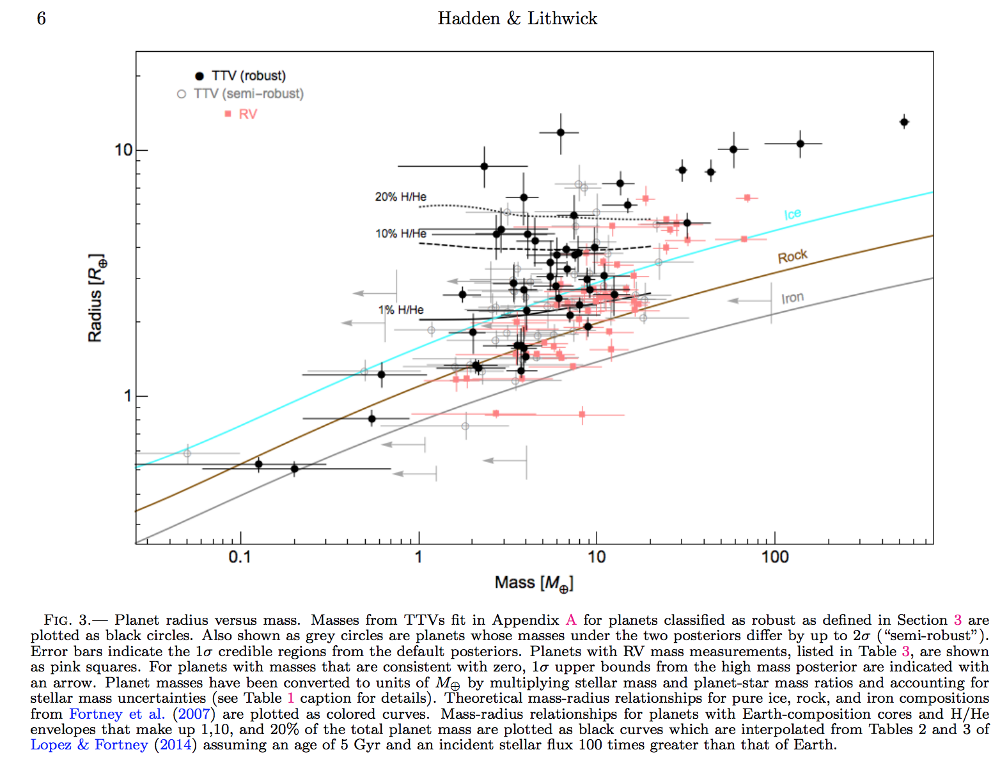 6
Hadden & Lithwick
TTV (robust)
TTV (semi-robust)
RV
10
20% H/He
10% H/He
1% H/He
Ice
Rock
Iron
Radius [R⊕]
1
0.1
1
10
100
Mass [M⊕]
FIG. 3.— Planet radius versus mass. Masses from TTVs fit in Appendix A for planets classified as robust as defined in Section 3 are
plotted as black circles. Also shown as grey circles are planets whose masses under the two posteriors differ by up to 2σ (“semi-robust”).
Error bars indicate the 1σ credible regions from the default posteriors. Planets with RV mass measurements, listed in Table 3, are shown
as pink squares. For planets with masses that are consistent with zero, 1σ upper bounds from the high mass posterior are indicated with
an arrow. Planet masses have been converted to units of M⊕ by multiplying stellar mass and planet-star mass ratios and accounting for
stellar mass uncertainties (see Table 1 caption for details). Theoretical mass-radius relationships for pure ice, rock, and iron compositions
from Fortney et al. (2007) are plotted as colored curves. Mass-radius relationships for planets with Earth-composition cores and H/He
envelopes that make up 1,10, and 20% of the total planet mass are plotted as black curves which are interpolated from Tables 2 and 3 of
Lopez & Fortney (2014) assuming an age of 5 Gyr and an incident stellar flux 100 times greater than that of Earth.